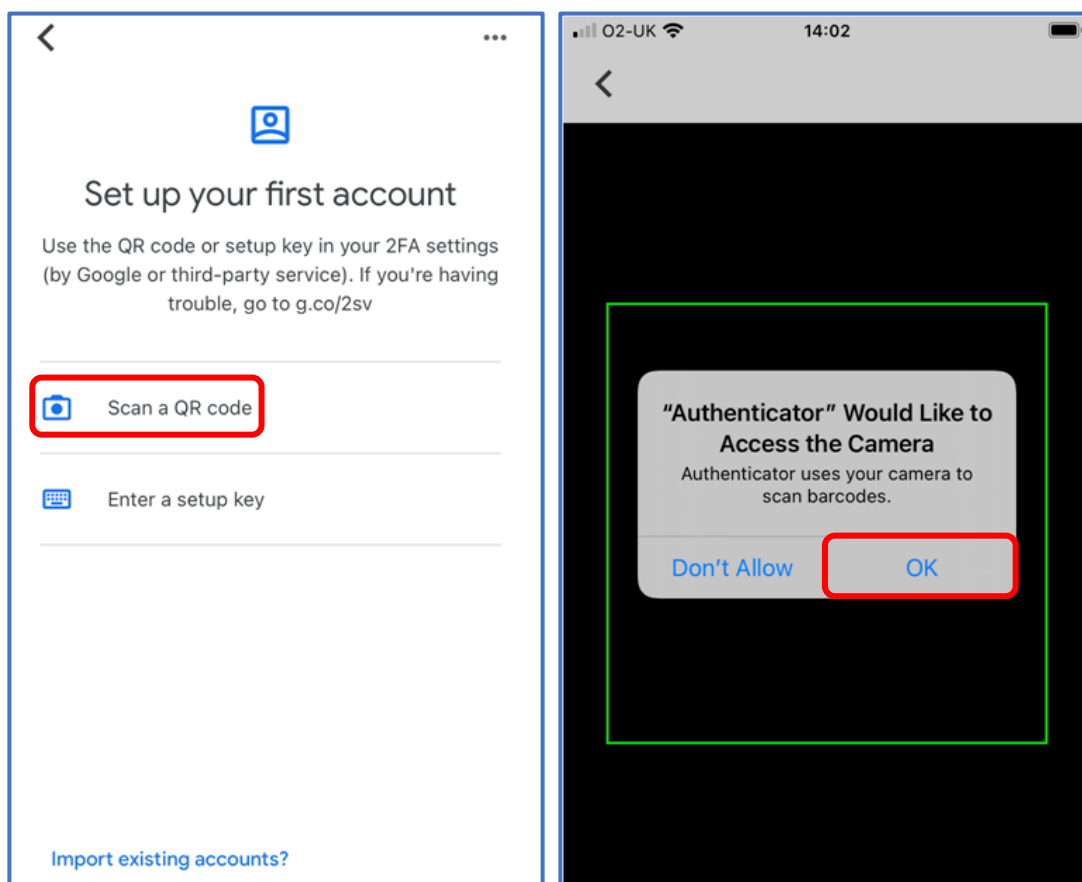 Set up your first account
Use the QR code or setup key in your 2FA settings
(by Google or third-party service). If you're having
trouble, go to g.co/2sv
Scan a QR code
Enter a setup key
Import existing accounts?
O2-UK
14:02
“Authenticator” Would Like to
Access the Camera
Authenticator uses your camera to
scan barcodes.
Don’t Allow
OK